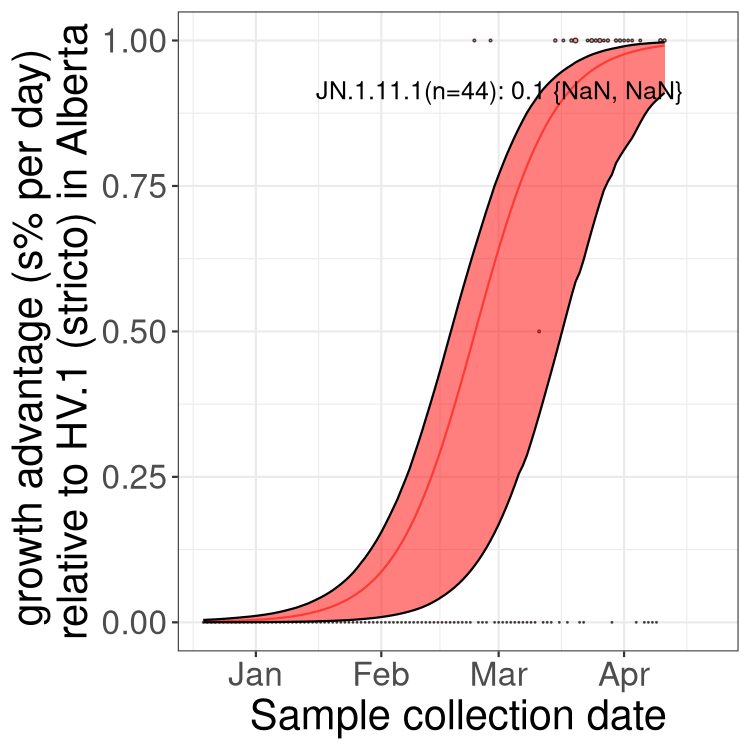 growth advantage (s% per day)
relative to HV.1 (stricto) in Alberta
1.00
JN.1.11.1(n=44): 0.1 {NaN, NaN}
0.75
0.50
0.25
0.00
Jan Feb Mar Apr
Sample collection date